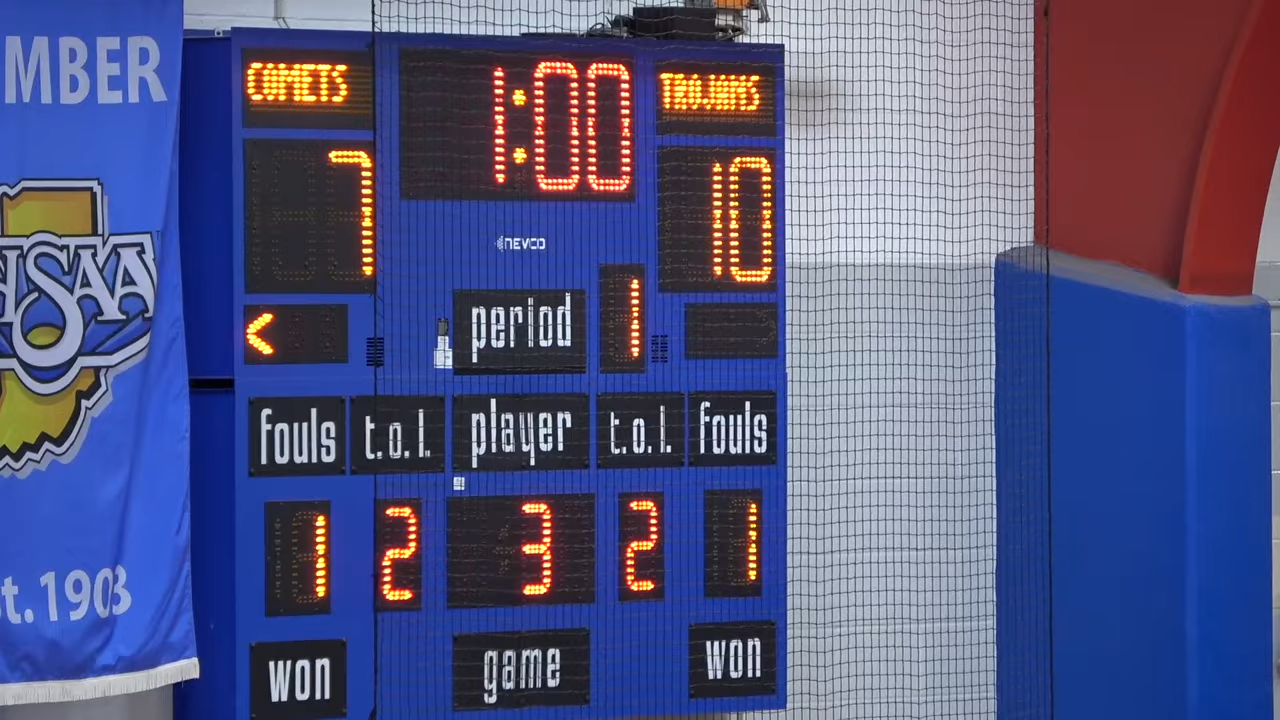 MBER
HSAA
st.1903
COMETS
1:00
TROJANS
7
10
NEVCO
<
period
1
fouls
t.o.l.
player
t.o.l.
fouls
1
2
3
2
1
won
game
won